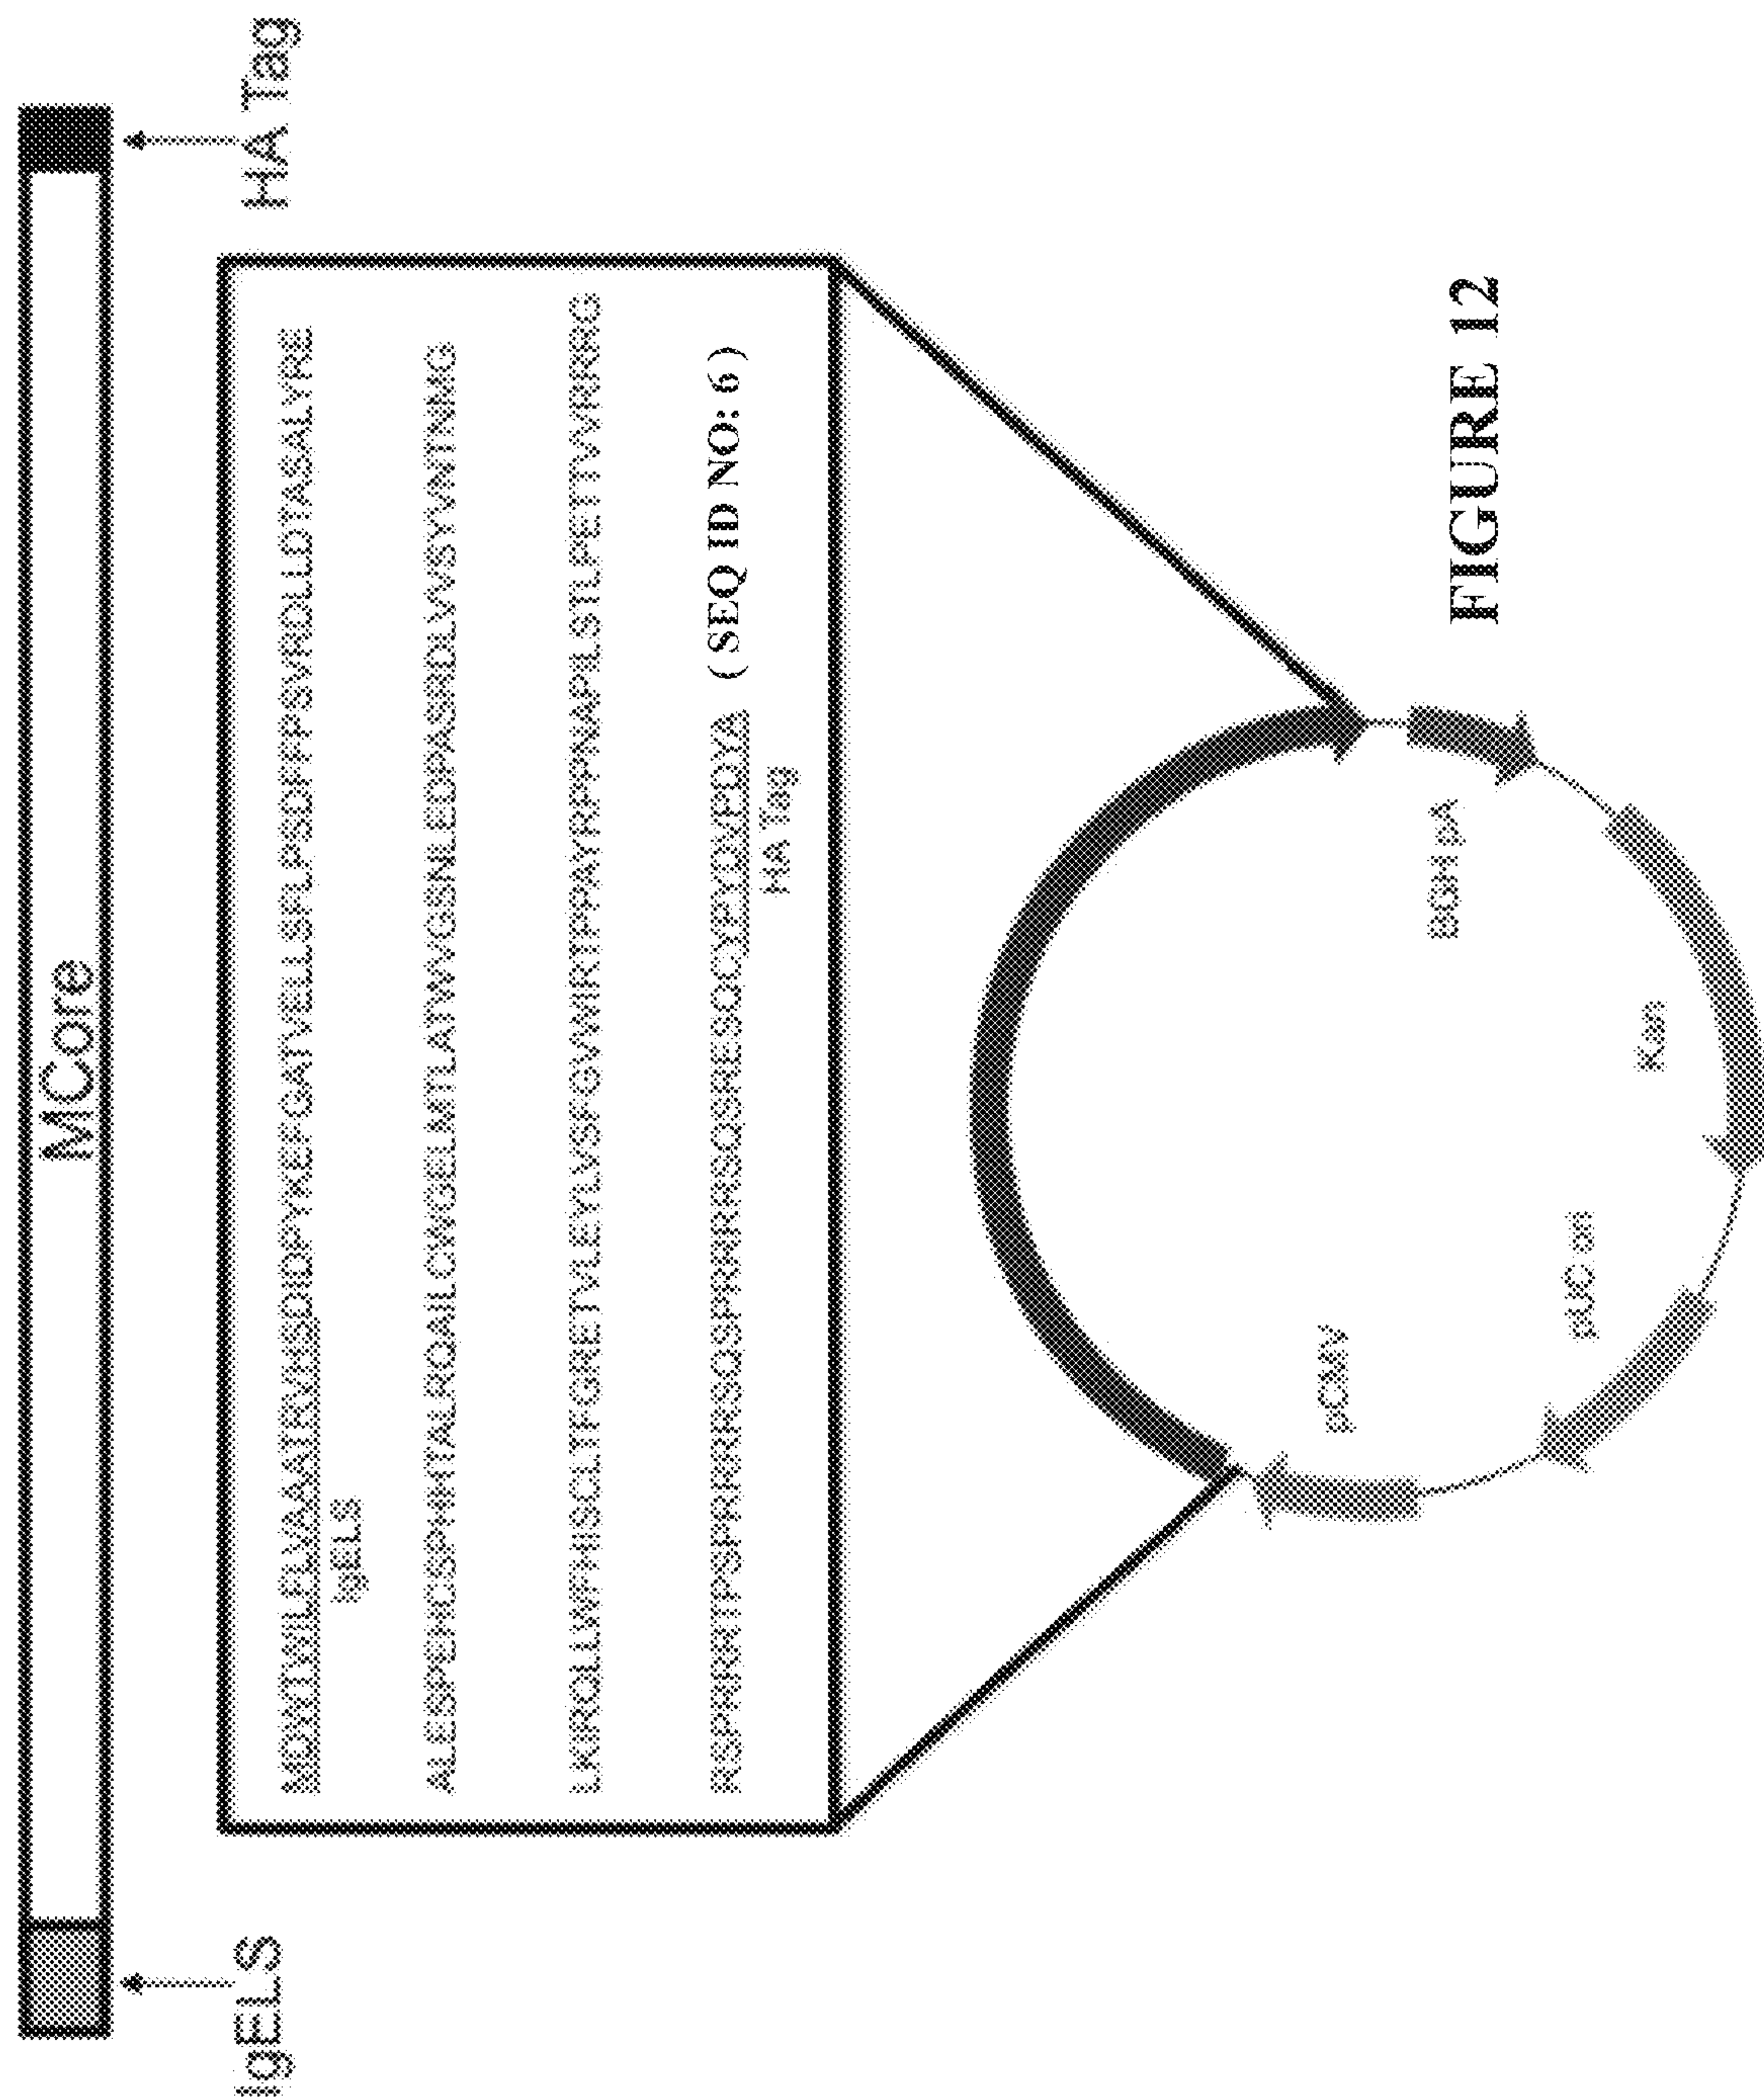 MCore
IgELS
HA Tag
MDWTWILFLVAAATRVHSDIDPYKEFGATVELLSFLPSDFFPSVRDLLDTASALYRE
IgELS
ALESPEHCSPHHTALRQAILCWGELMTLATWVGSNLEDPASRDLVVSYVNTNMG
LKIRQLLWFHISCLTFGRETVLEYLVSFGVWIRTPPAYRPPNAPILSTLPETTVVRRRG
RSPRRRTPSPRRRRSQSPRRRRSQSRESQCYPYDVPDYA ( SEQ ID NO: 6 )
HA Tag
pCMV
BGH pA
pUC ori
Kan
FIGURE 12